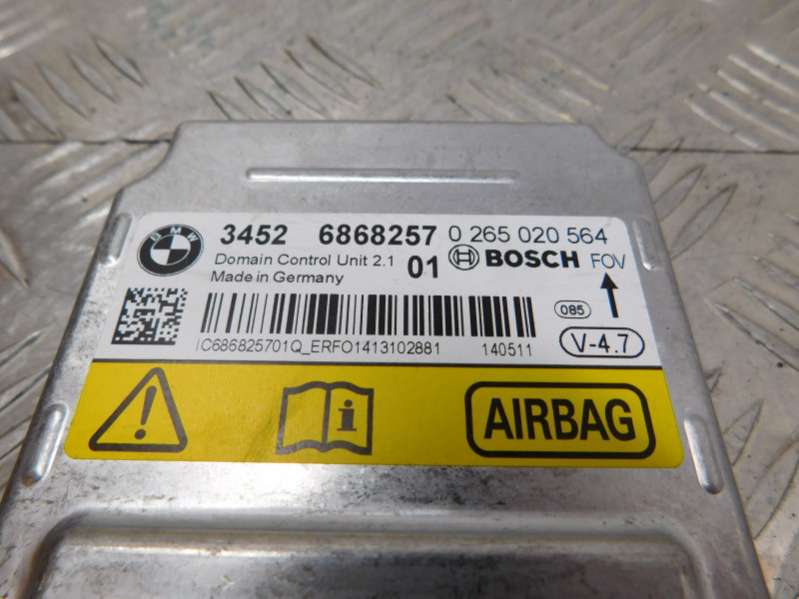 BMW 3452 6868257 0 265 020 564
Domain Control Unit 2.1 01 BOSCH FOV
Made in Germany
085
IC686825701Q_ERFO1413102881 140511 V-4.7
AIRBAG